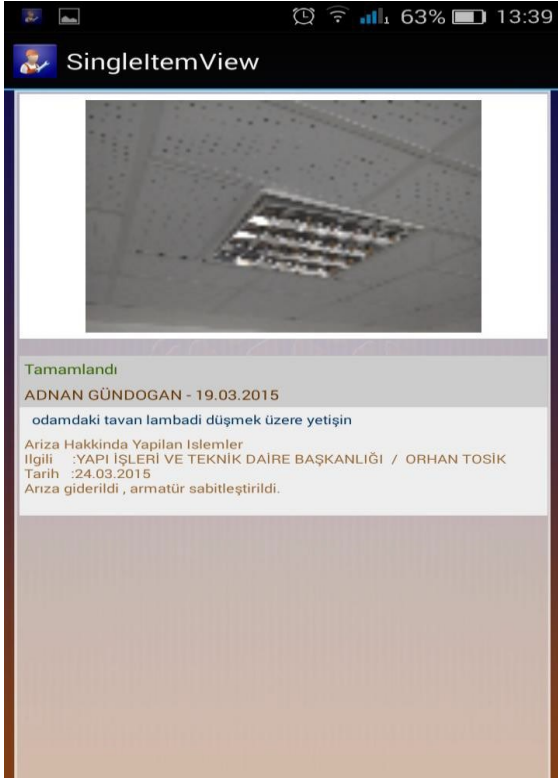 63% 13:39
SingleItemView
Tamamlandı
ADNAN GÜNDOGAN - 19.03.2015
odamdaki tavan lambadi düşmek üzere yetişin
Ariza Hakkinda Yapilan Islemler
Ilgili :YAPI İŞLERİ VE TEKNİK DAİRE BAŞKANLIĞI / ORHAN TOSİK
Tarih :24.03.2015
Arıza giderildi , armatür sabitleştirildi.